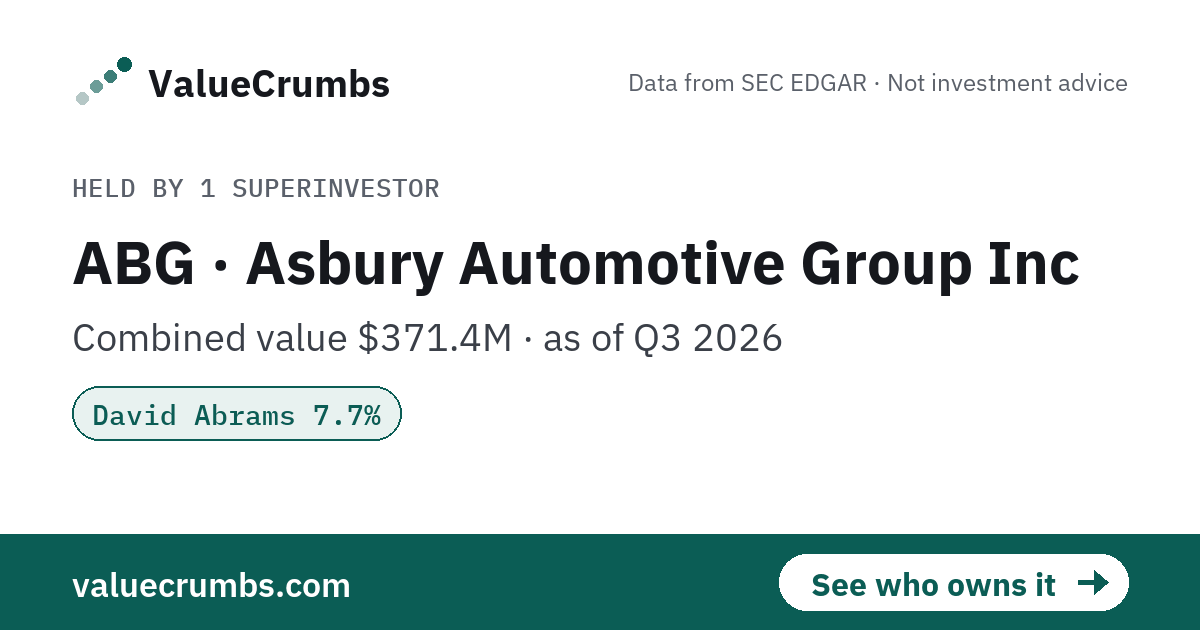 ValueCrumbs
Data from SEC EDGAR · Not investment advice
HELD BY 1 SUPERINVESTOR
ABG · Asbury Automotive Group Inc
Combined value $371.4M · as of Q3 2026
David Abrams 7.7%
valuecrumbs.com
See who owns it →